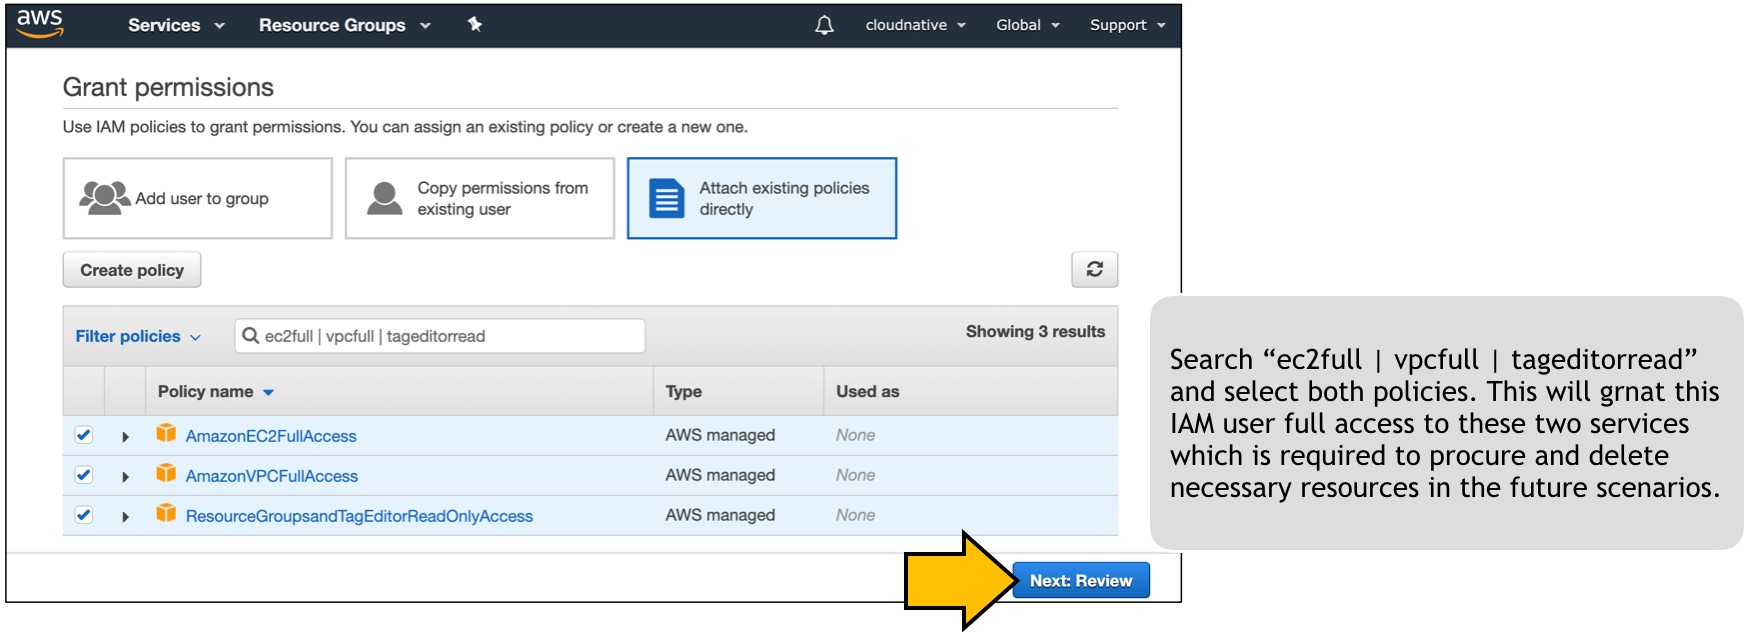 aws Services Resource Groups cloudnative Global Support
Grant permissions
Use IAM policies to grant permissions. You can assign an existing policy or create a new one.
Add user to group
Copy permissions from
existing user
Attach existing policies
directly
Create policy
Filter policies ec2full | vpcfull | tageditorread Showing 3 results
Policy name Type Used as
AmazonEC2FullAccess AWS managed None
AmazonVPCFullAccess AWS managed None
ResourceGroupsandTagEditorReadOnlyAccess AWS managed None
Next: Review
Search “ec2full | vpcfull | tageditorread”
and select both policies. This will grnat this
IAM user full access to these two services
which is required to procure and delete
necessary resources in the future scenarios.